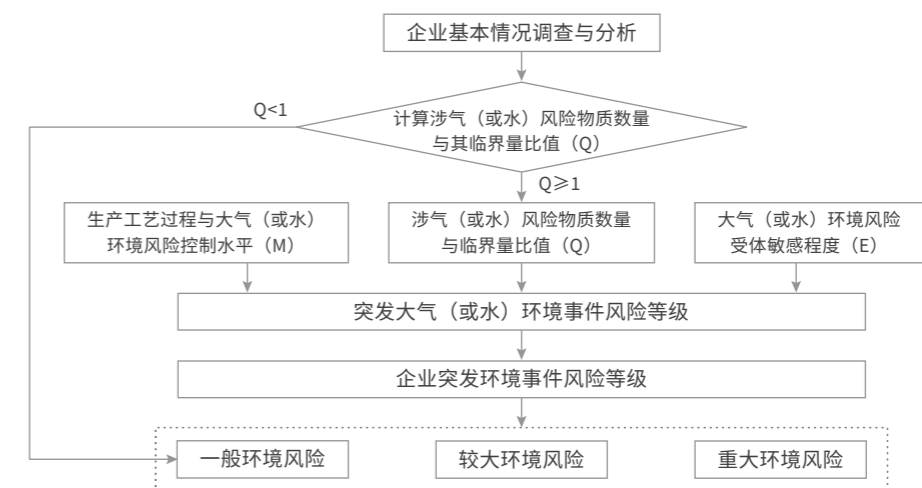 企业基本情况调查与分析
Q<1
计算涉气（或水）风险物质数量
与其临界量比值（Q）
Q⩾1
生产工艺过程与大气（或水）
环境风险控制水平（M）
涉气（或水）风险物质数量
与临界量比值（Q）
大气（或水）环境风险
受体敏感程度（E）
突发大气（或水）环境事件风险等级
企业突发环境事件风险等级
一般环境风险
较大环境风险
重大环境风险